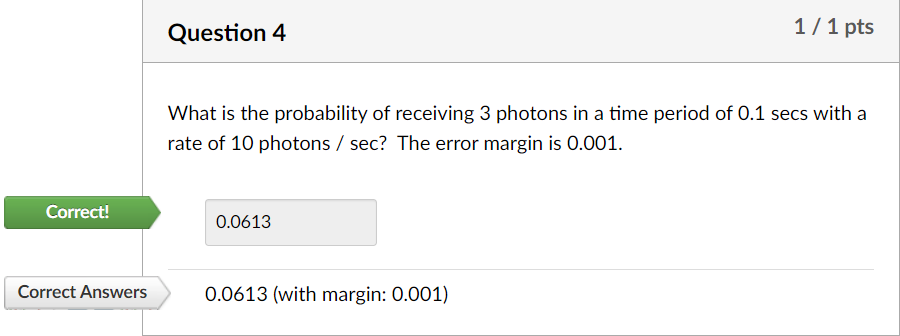 Question 4
1 / 1 pts
What is the probability of receiving 3 photons in a time period of 0.1 secs with a
rate of 10 photons / sec? The error margin is 0.001.
Correct!
0.0613
Correct Answers
0.0613 (with margin: 0.001)